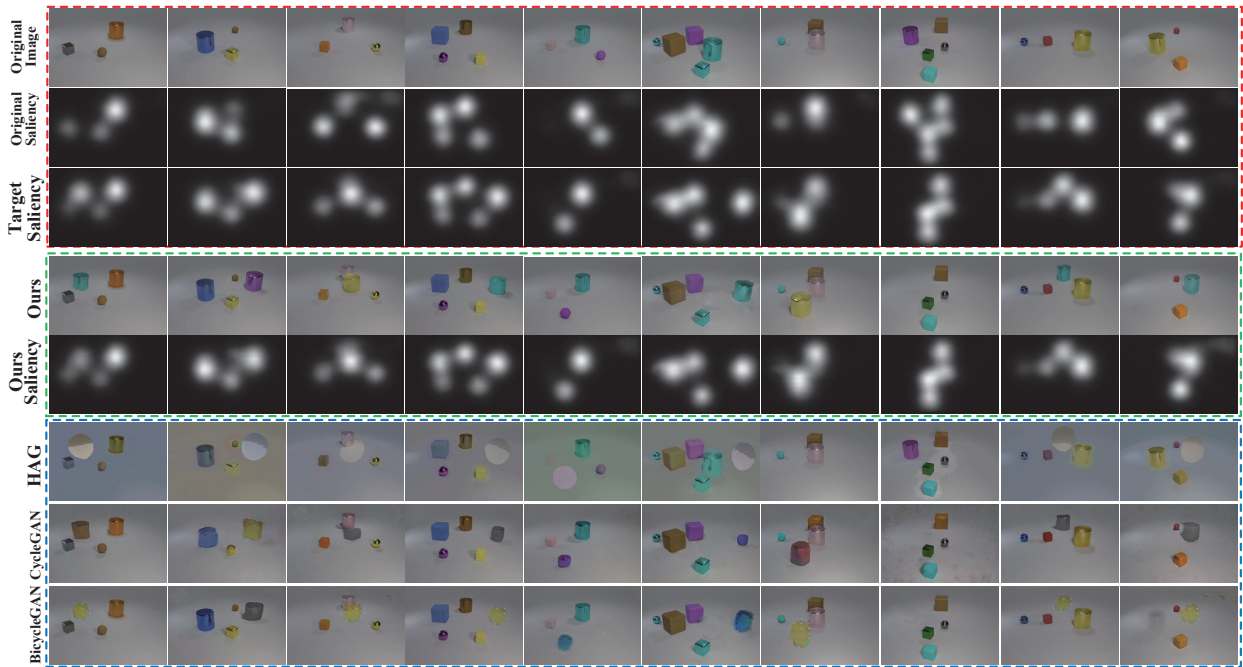 Original
Image
Original
Saliency
Target
Saliency
Ours
Ours
Saliency
HAG
CycleGAN
BicycleGAN